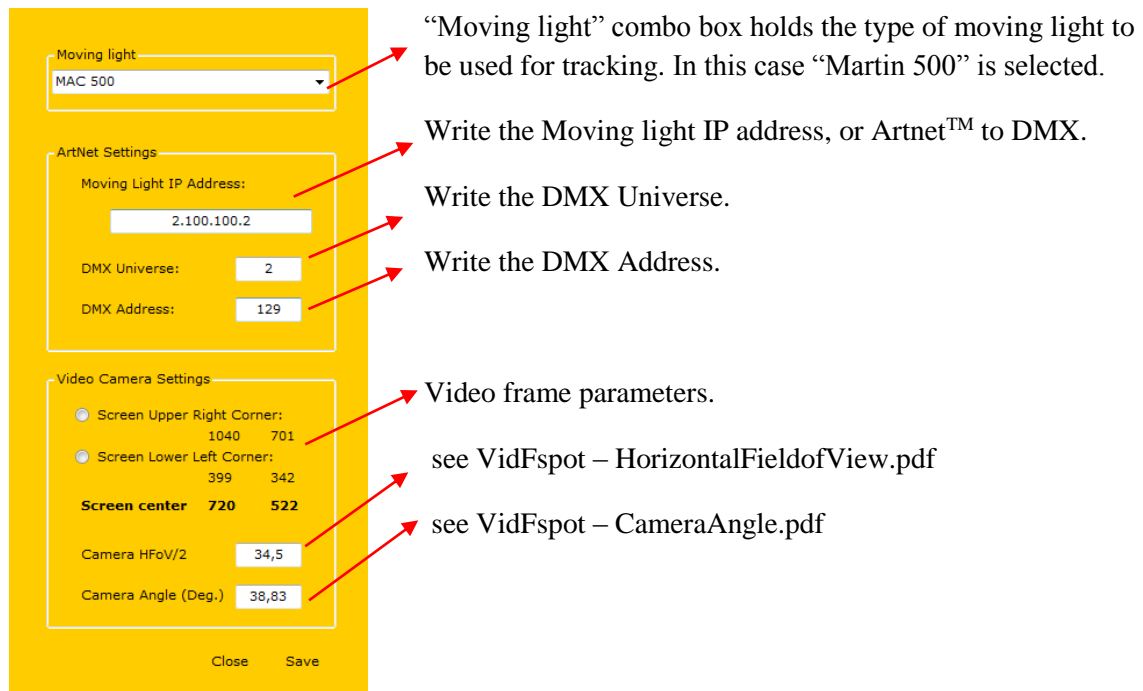 Moving light
MAC 500
ArtNet Settings
Moving Light IP Address:
2.100.100.2
DMX Universe: 2
DMX Address: 129
Video Camera Settings
Screen Upper Right Corner:
1040 701
Screen Lower Left Corner:
399 342
Screen center 720 522
Camera HFoV/2 34,5
Camera Angle (Deg.) 38,83
Close Save
“Moving light” combo box holds the type of moving light to
be used for tracking. In this case “Martin 500” is selected.
Write the Moving light IP address, or Artnet™ to DMX.
Write the DMX Universe.
Write the DMX Address.
Video frame parameters.
see VidFspot – HorizontalFieldofView.pdf
see VidFspot – CameraAngle.pdf